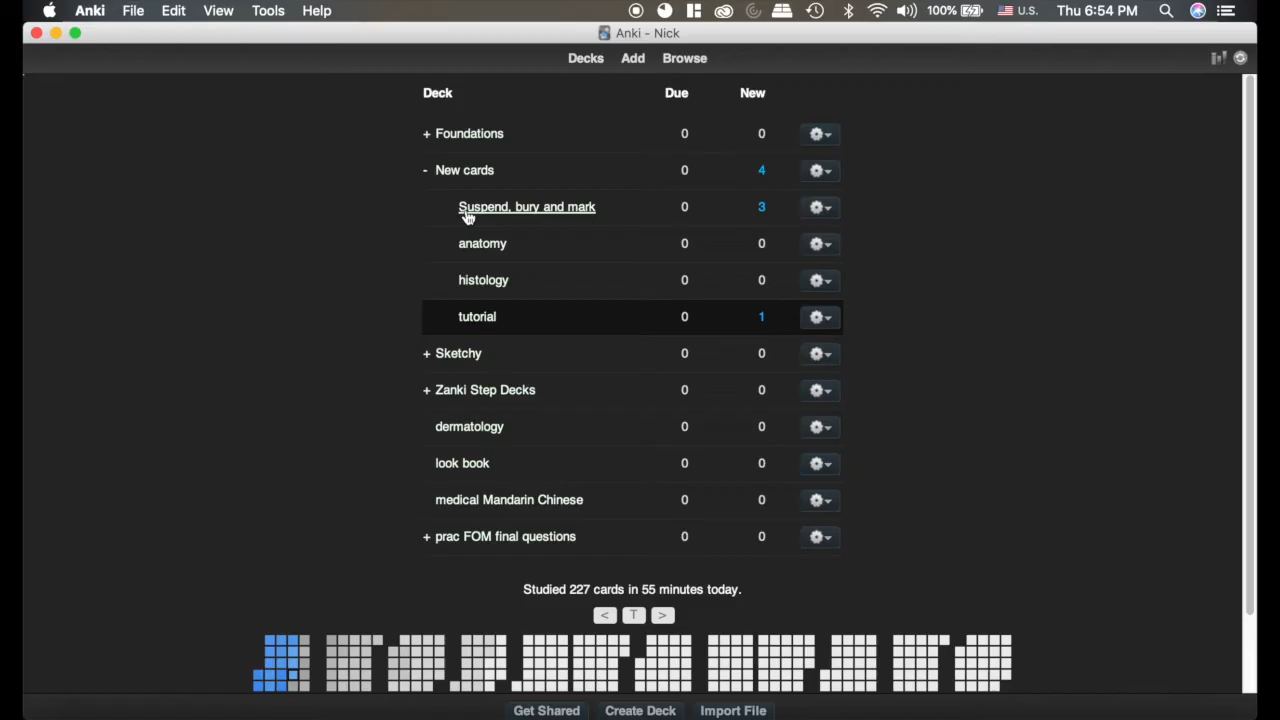 Anki File Edit View Tools Help 100% U.S. Thu 6:54 PM
Anki - Nick
Decks Add Browse
Deck Due New
+ Foundations 0 0
- New cards 0 4
Suspend, bury and mark 0 3
anatomy 0 0
histology 0 0
tutorial 0 1
+ Sketchy 0 0
+ Zanki Step Decks 0 0
dermatology 0 0
look book 0 0
medical Mandarin Chinese 0 0
+ prac FOM final questions 0 0
Studied 227 cards in 55 minutes today.
< T >
Get Shared Create Deck Import File